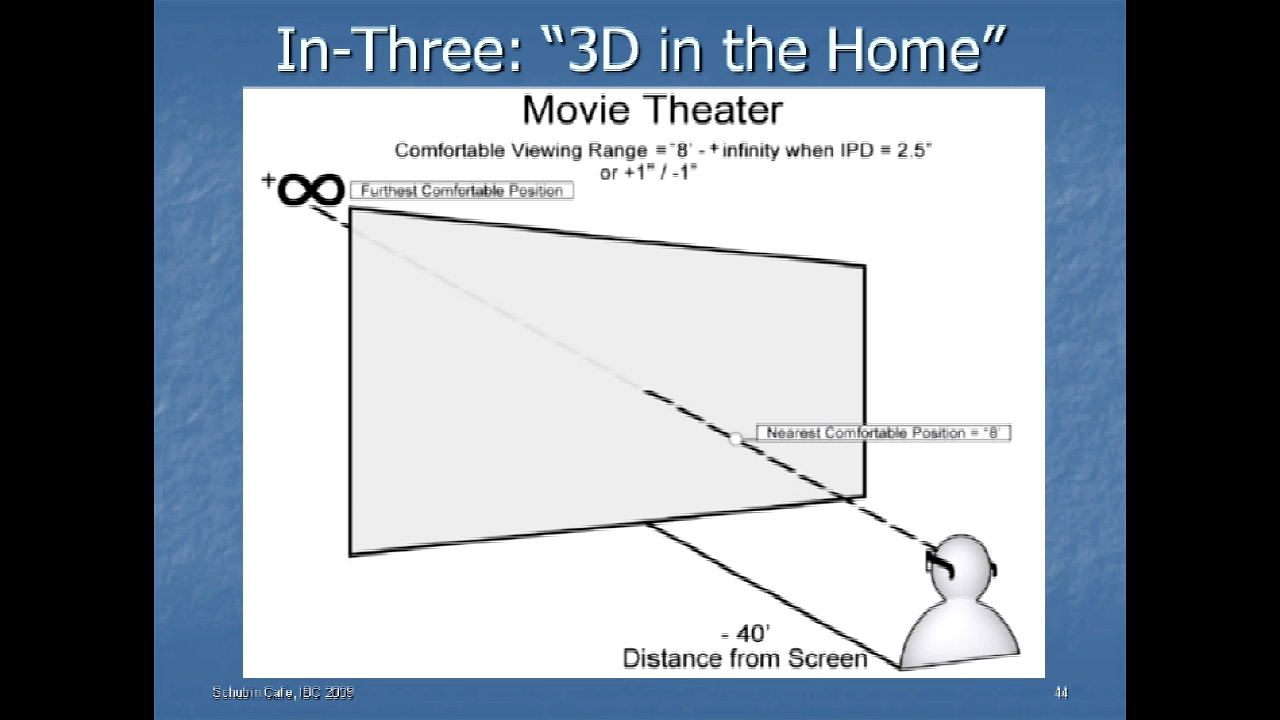 In-Three: “3D in the Home”
Movie Theater
Comfortable Viewing Range = -8' - +infinity when IPD = 2.5"
or +1" / -1"
+∞
Furthest Comfortable Position
Nearest Comfortable Position = -8'
- 40'
Distance from Screen
Schubin Cafe, IBC 2009
44